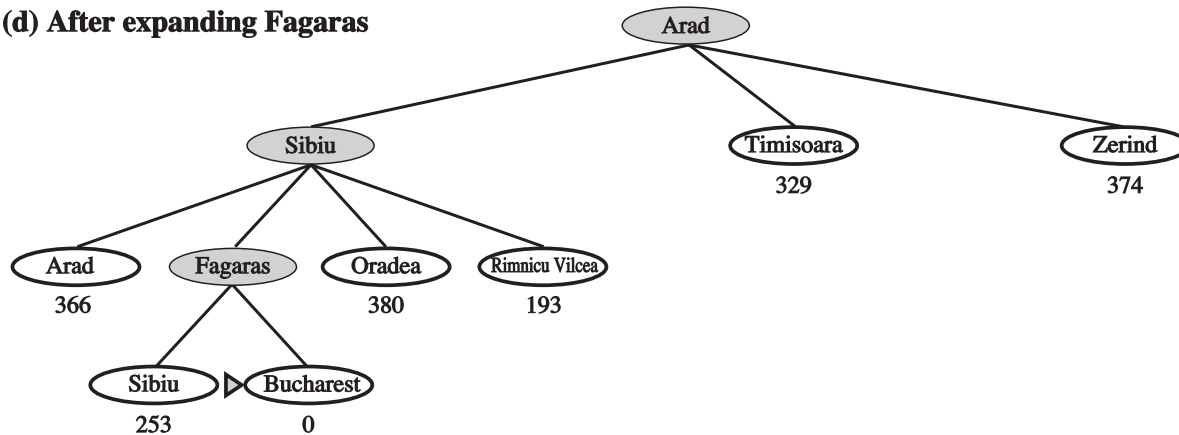 (d) After expanding Fagaras
Arad
Sibiu
Timisoara
Zerind
329
374
Arad
Fagaras
Oradea
Rimnicu Vilcea
366
380
193
Sibiu
Bucharest
253
0